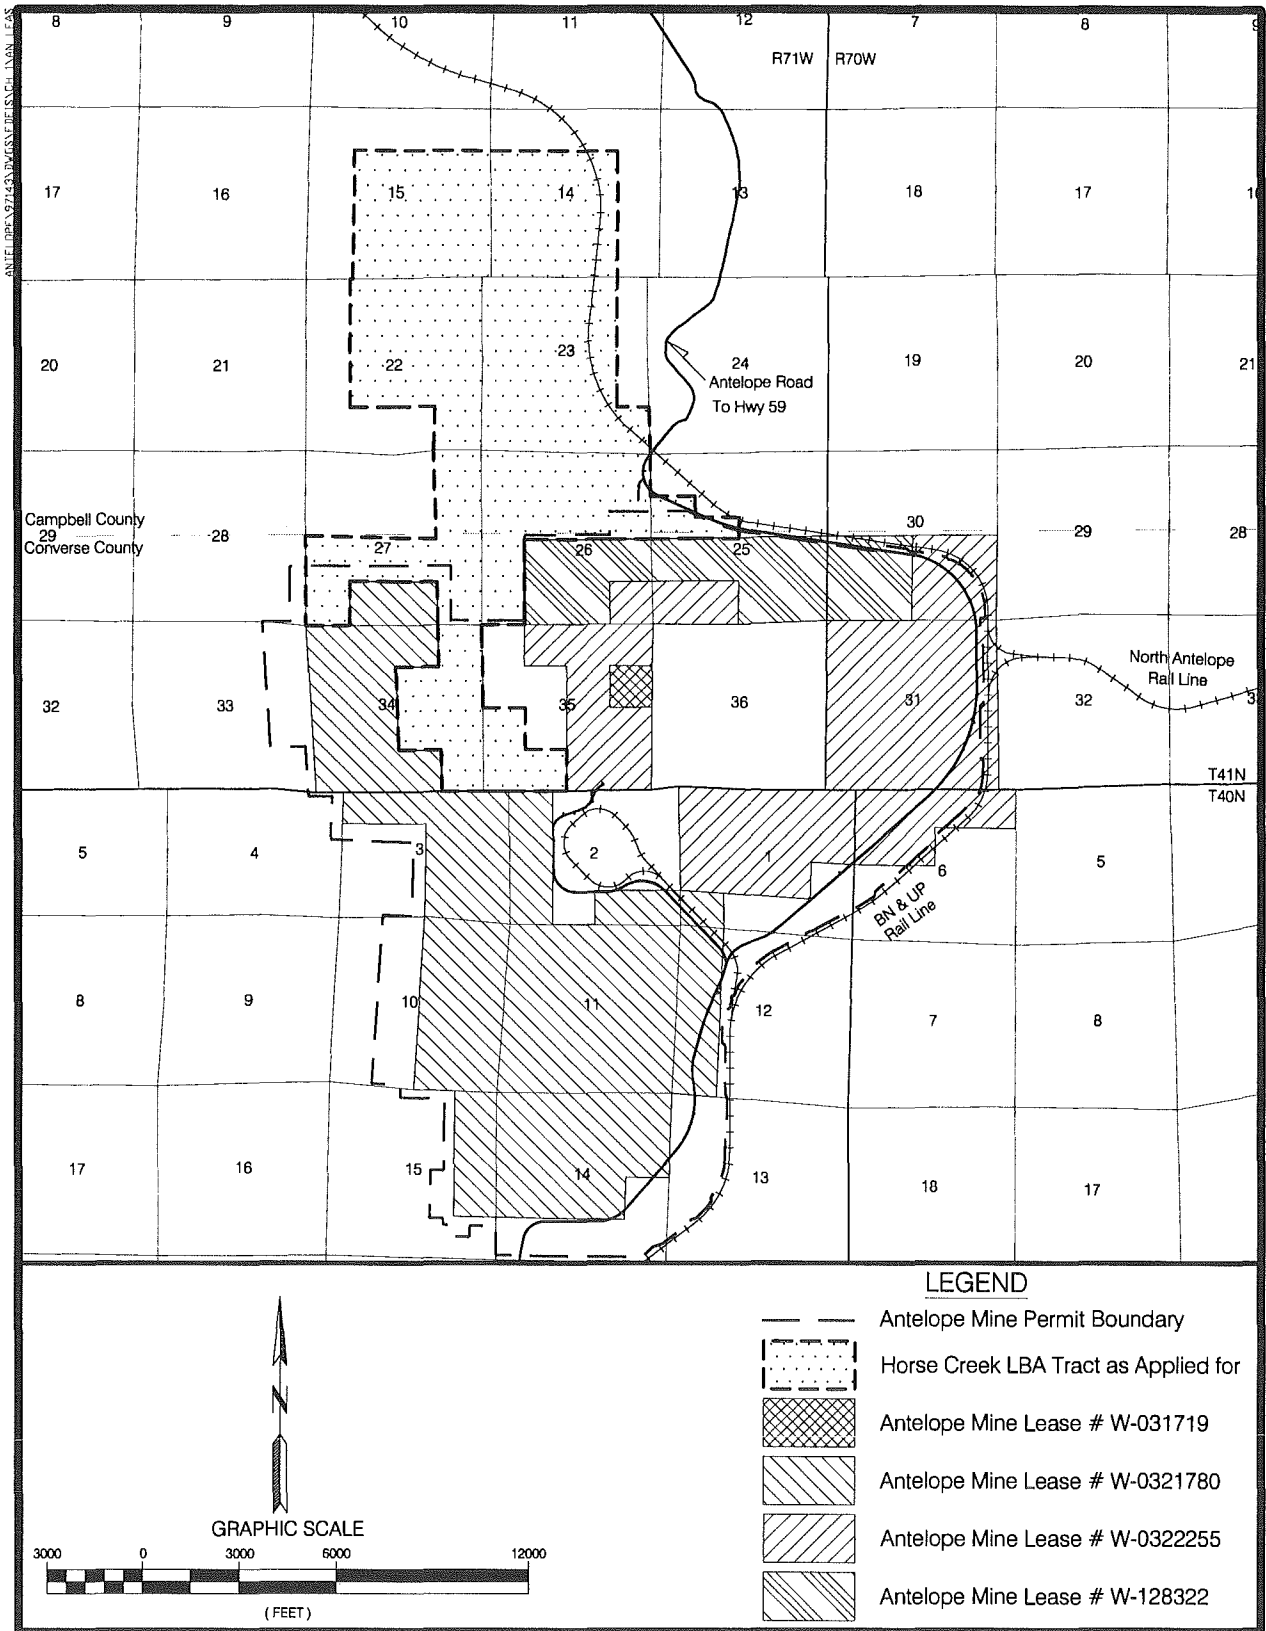 8 9 10 11 12 7 8 9
R71W R70W
17 16 15 14 13 18 17 16
20 21 22 23 24 19 20 21
Antelope Road
To Hwy 59
Campbell County
29 28 27 26 25 30 29 28
Converse County
North Antelope
Rail Line
32 33 34 35 36 31 32 3
T41N
T40N
5 4 3 2 1 6 5
BN & UP
Rail Line
8 9 10 11 12 7 8
17 16 15 14 13 18 17
LEGEND
Antelope Mine Permit Boundary
Horse Creek LBA Tract as Applied for
Antelope Mine Lease # W-031719
Antelope Mine Lease # W-0321780
Antelope Mine Lease # W-0322255
Antelope Mine Lease # W-128322
N
GRAPHIC SCALE
3000 0 3000 6000 12000
( FEET )